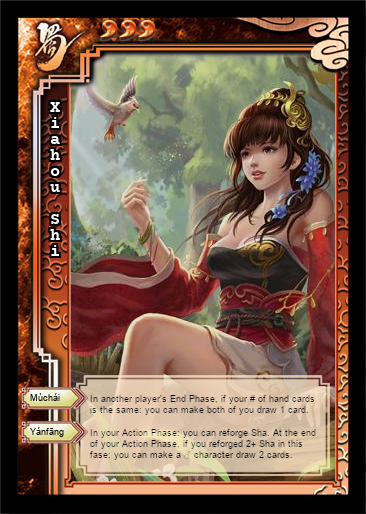 蜀
Xiahou Shi
Mùchái
In another player's End Phase, if your # of hand cards
is the same: you can make both of you draw 1 card.
Yánfāng
In your Action Phase: you can reforge Sha. At the end
of your Action Phase, if you reforged 2+ Sha in this
fase: you can make a ♂ character draw 2 cards.